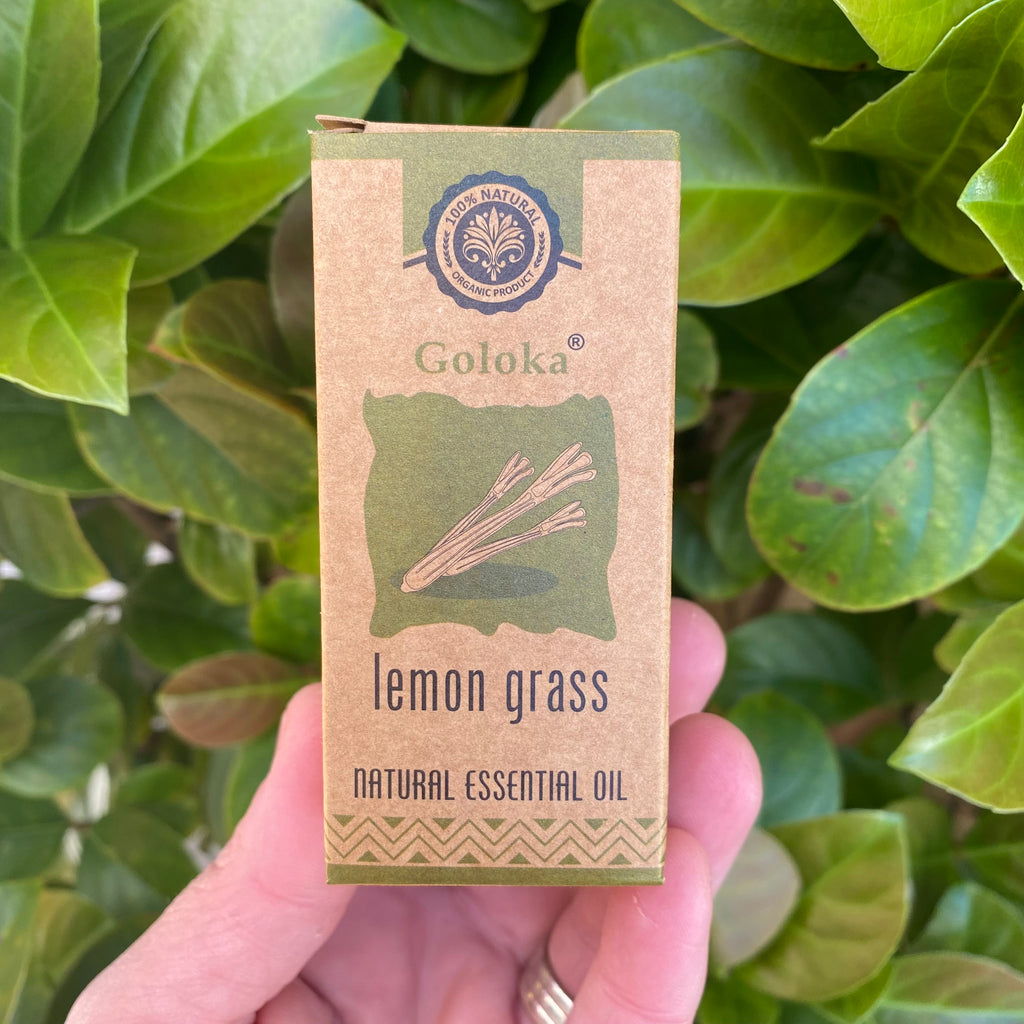 100% NATURAL
ORGANIC PRODUCT
Goloka®
lemon grass
NATURAL ESSENTIAL OIL